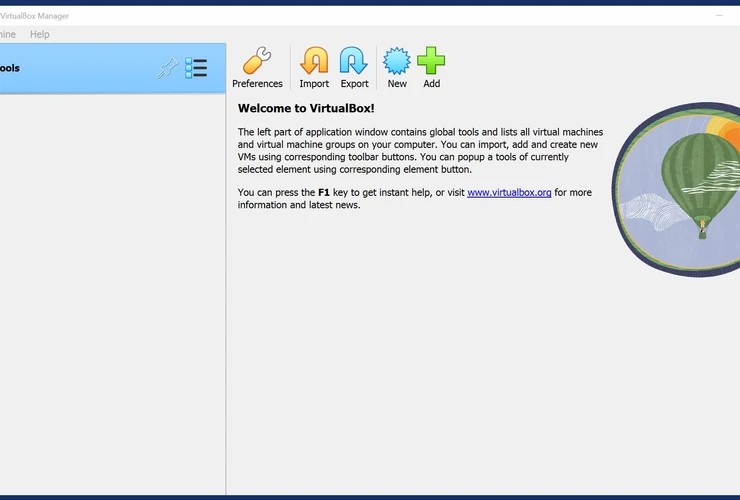 VirtualBox Manager
hine Help
ools
Preferences Import Export New Add
Welcome to VirtualBox!
The left part of application window contains global tools and lists all virtual machines
and virtual machine groups on your computer. You can import, add and create new
VMs using corresponding toolbar buttons. You can popup a tools of currently
selected element using corresponding element button.
You can press the F1 key to get instant help, or visit www.virtualbox.org for more
information and latest news.